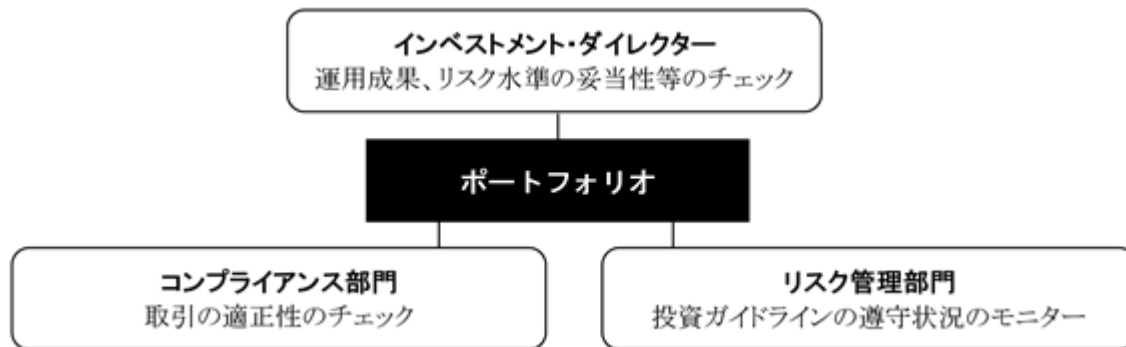 インベストメント・ダイレクター
運用成果、リスク水準の妥当性等のチェック
ポートフォリオ
コンプライアンス部門
取引の適正性のチェック
リスク管理部門
投資ガイドラインの遵守状況のモニター